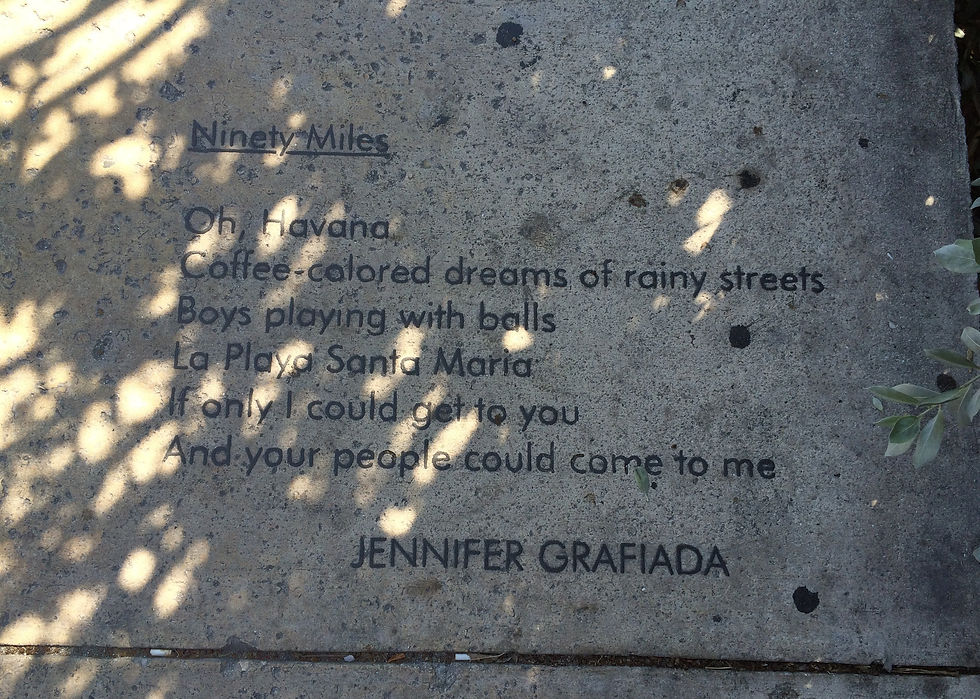 Ninety Miles
Oh, Havana
Coffee-colored dreams of rainy streets
Boys playing with balls
La Playa Santa Maria
If only I could get to you
And your people could come to me
JENNIFER GRAFIADA